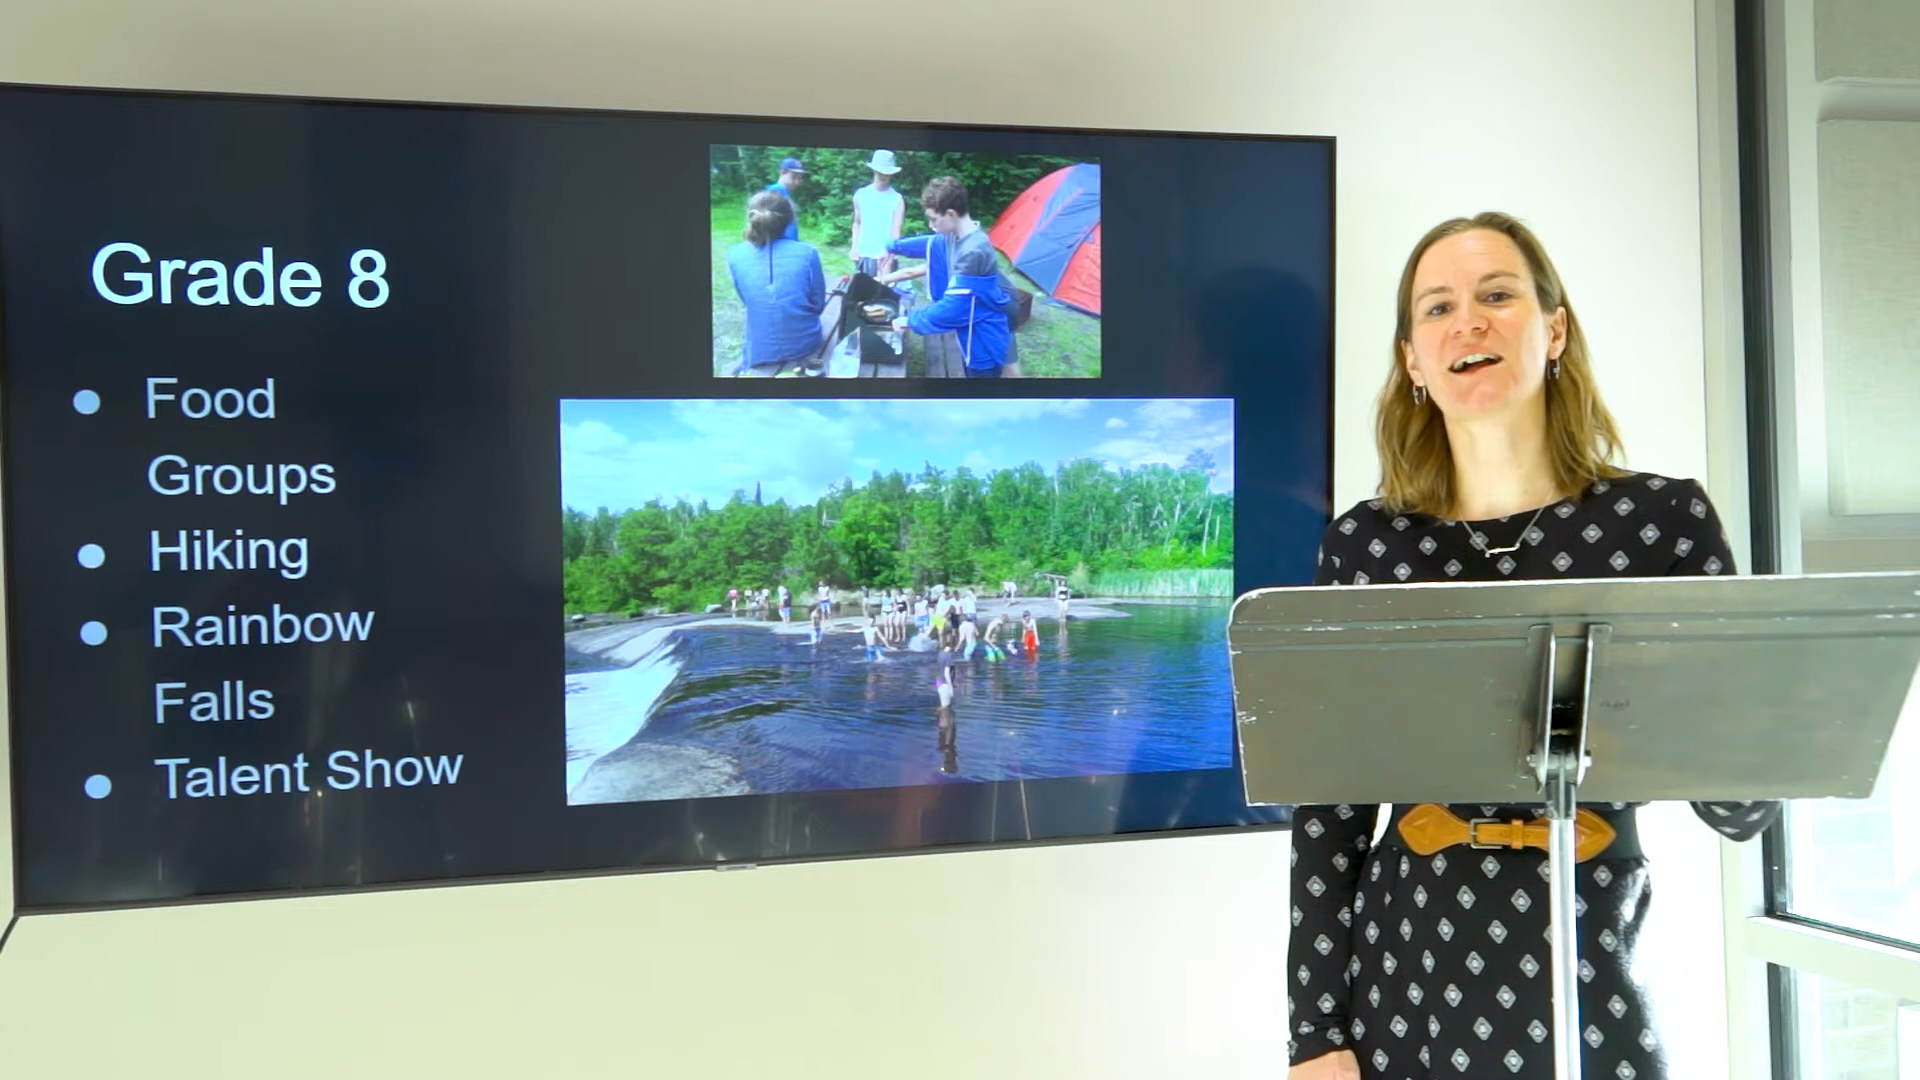 Grade 8
● Food
Groups
● Hiking
● Rainbow
Falls
● Talent Show